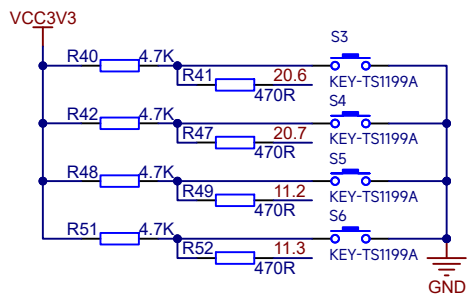 VCC3V3
S3
R40 4.7K
R41 20.6
470R
KEY-TS1199A
S4
R42 4.7K
R47 20.7
470R
KEY-TS1199A
S5
R48 4.7K
R49 11.2
470R
KEY-TS1199A
S6
R51 4.7K
R52 11.3
470R
KEY-TS1199A
GND